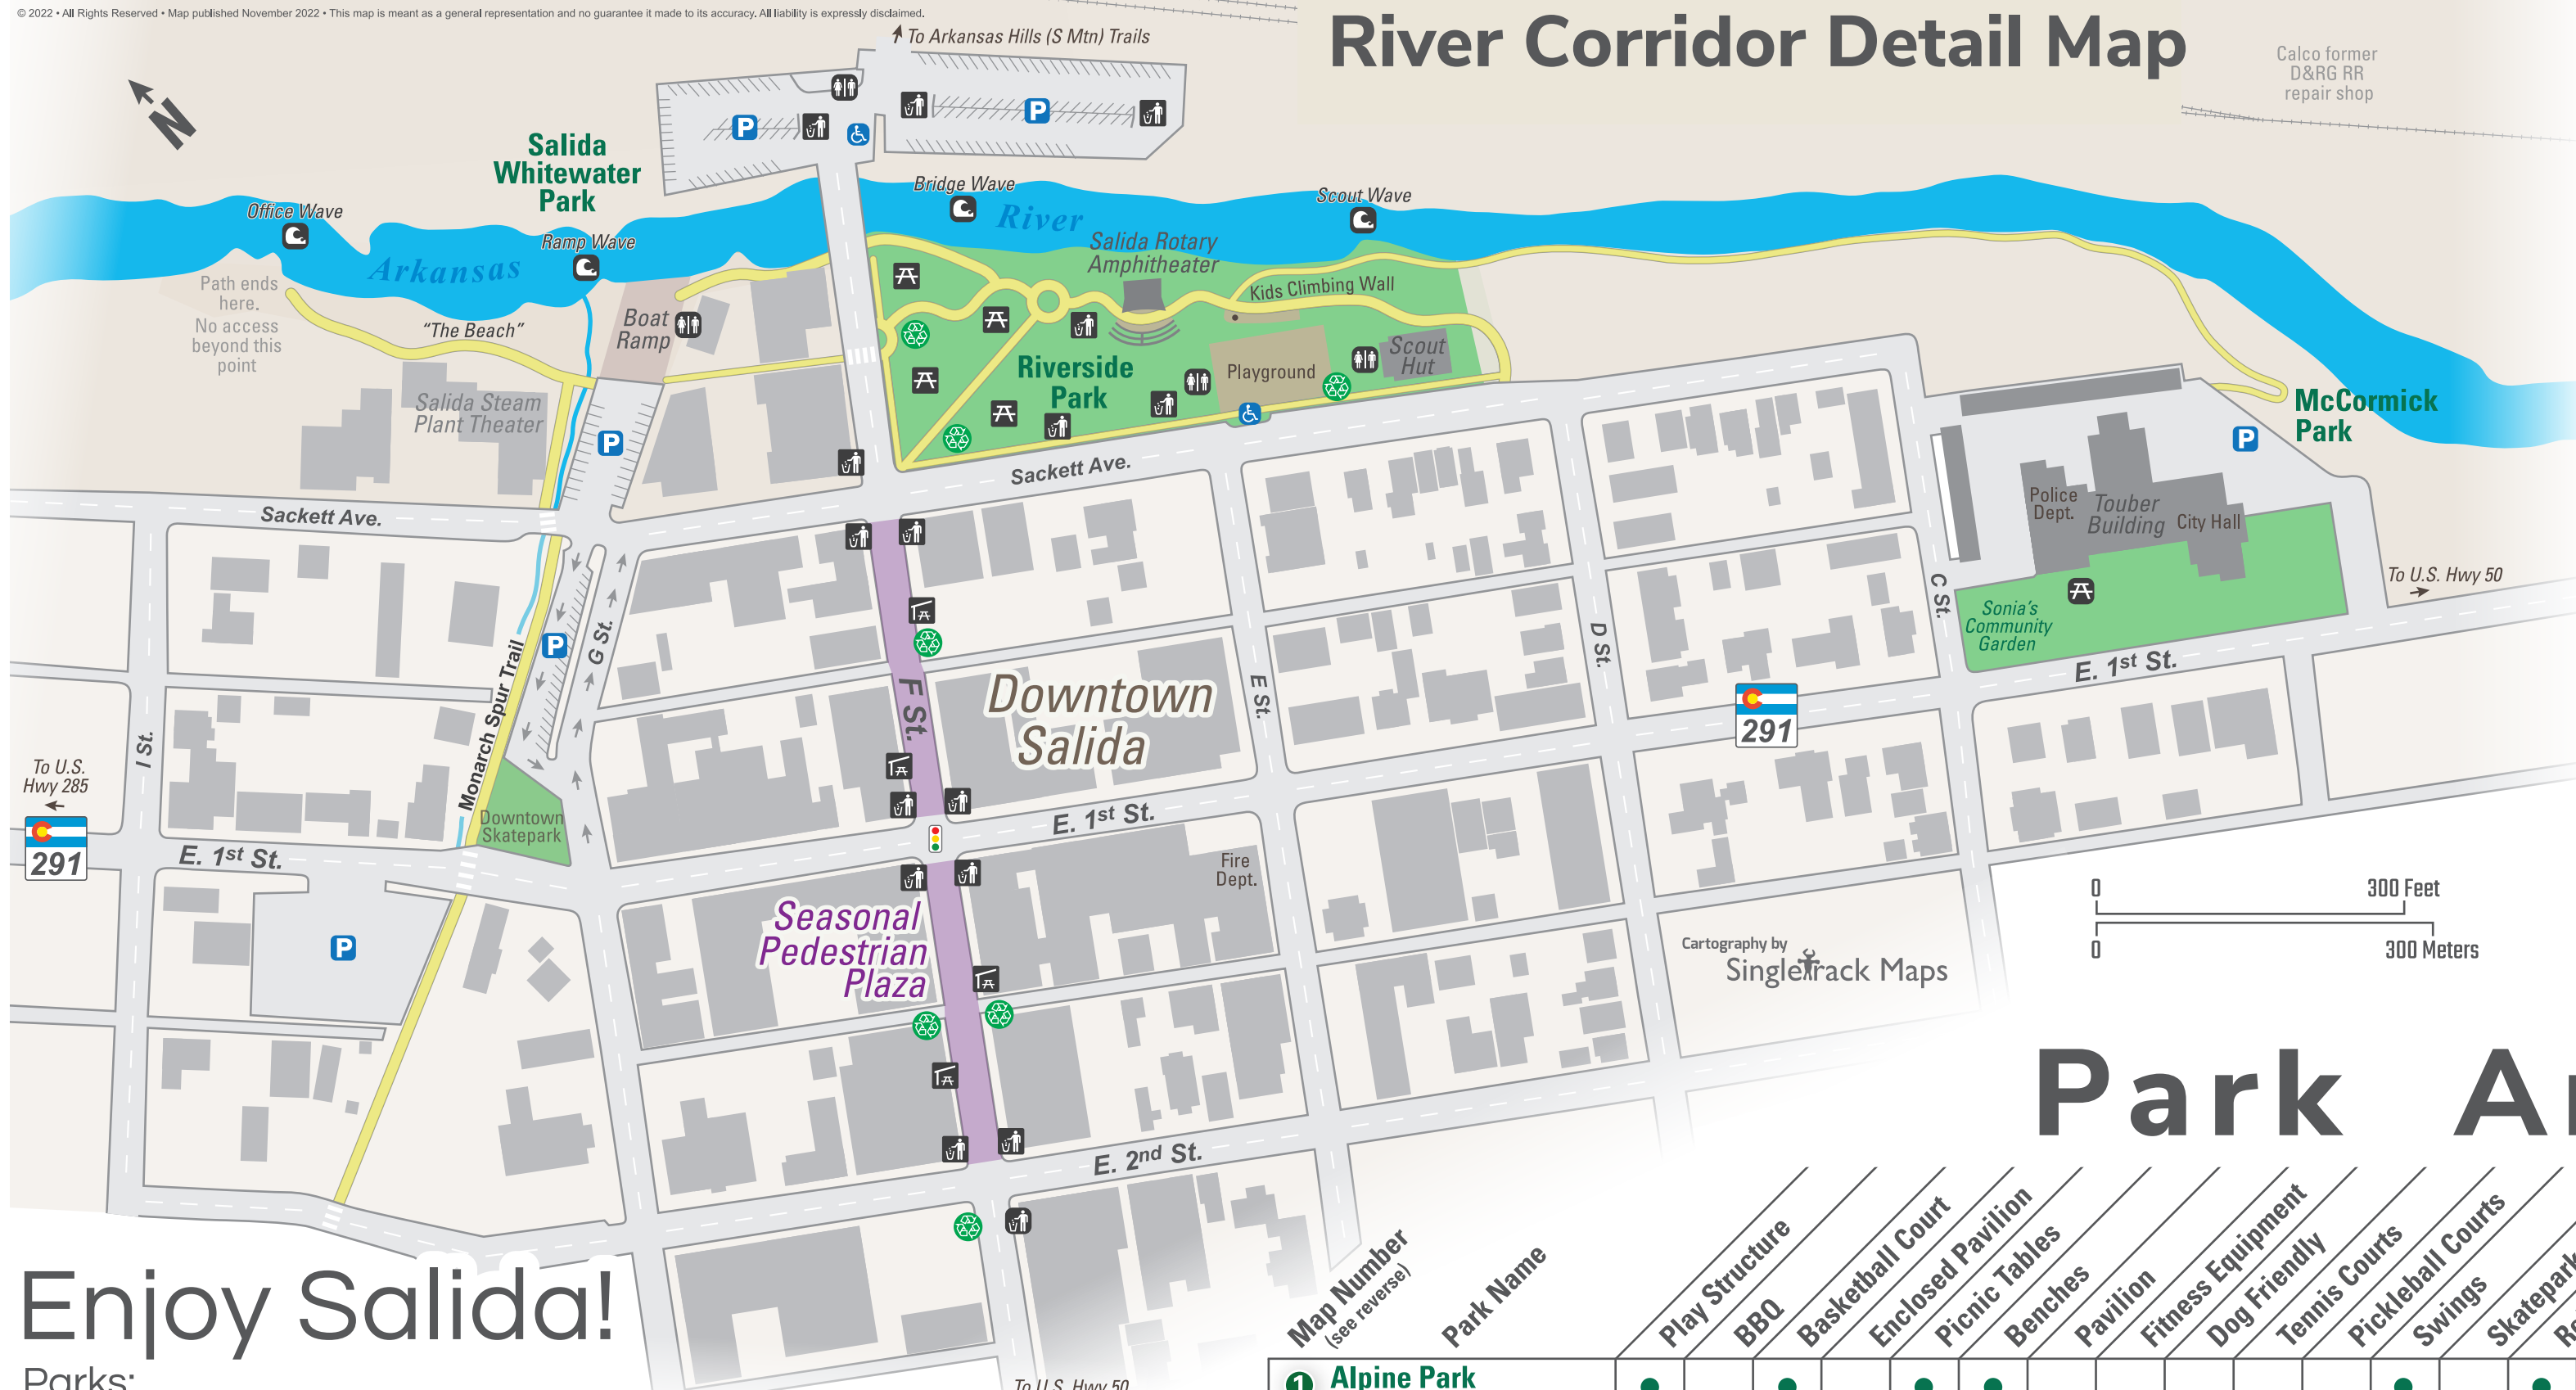 © 2022 • All Rights Reserved • Map published November 2022 • This map is meant as a general representation and no guarantee it made to its accuracy. All liability is expressly disclaimed.
River Corridor Detail Map
To Arkansas Hills (S Mtn) Trails
Calco former
D&RG RR
repair shop
N
P
P
Salida
Whitewater
Park
Office Wave
Ramp Wave
Bridge Wave
Scout Wave
Arkansas
River
Salida Rotary
Amphitheater
Kids Climbing Wall
Path ends
here.
No access
beyond this
point
"The Beach"
Boat
Ramp
Riverside
Park
Playground
Scout
Hut
McCormick
Park
Salida Steam
Plant Theater
P
P
Sackett Ave.
Sackett Ave.
Police
Dept.
Touber
Building
City Hall
To U.S. Hwy 50
Sonia's
Community
Garden
C St.
D St.
E St.
F St.
G St.
I St.
P
Monarch Spur Trail
Downtown
Salida
E. 1st St.
291
To U.S.
Hwy 285
291
Downtown
Skatepark
E. 1st St.
E. 1st St.
Fire
Dept.
P
Seasonal
Pedestrian
Plaza
0
300 Feet
0
300 Meters
Cartography by
Singletrack Maps
E. 2nd St.
To U.S. Hwy 50
Enjoy Salida!
Parks:
Park
Map Number
(see reverse)
Park Name
Play Structure
BBQ
Basketball Court
Enclosed Pavilion
Picnic Tables
Benches
Pavilion
Fitness Equipment
Dog Friendly
Tennis Courts
Pickleball Courts
Swings
Skatepark
1 Alpine Park